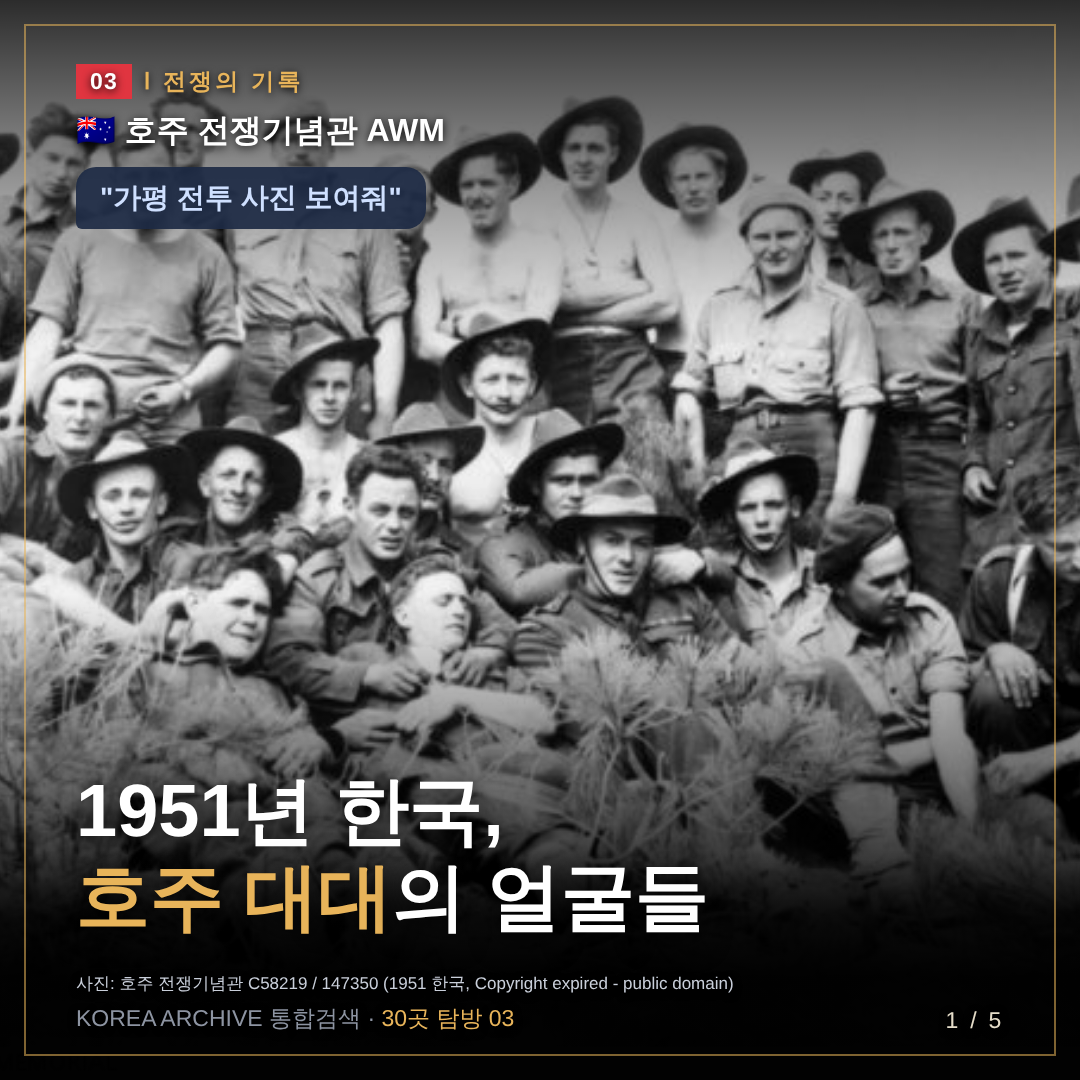 03 | 전쟁의 기록
🇦🇺 호주 전쟁기념관 AWM
"가평 전투 사진 보여줘"
1951년 한국,
호주 대대의 얼굴들
사진: 호주 전쟁기념관 C58219 / 147350 (1951 한국, Copyright expired - public domain)
KOREA ARCHIVE 통합검색 · 30곳 탐방 03
1 / 5